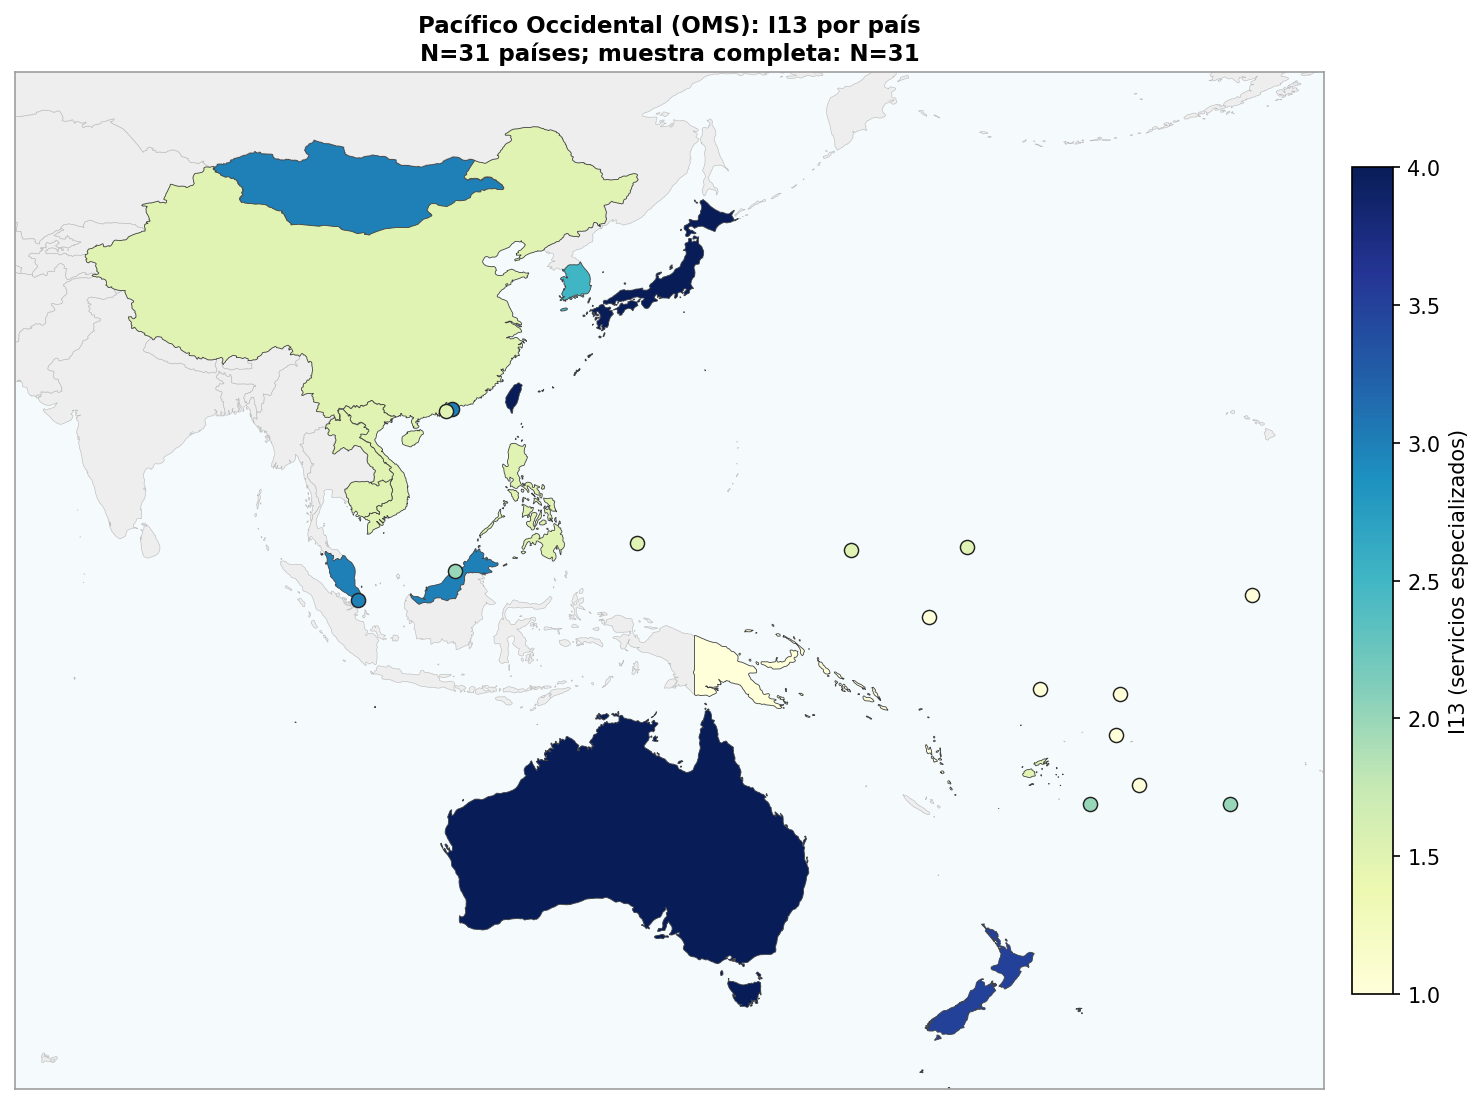 Pacífico Occidental (OMS): I13 por país
N=31 países; muestra completa: N=31
4.0
3.5
3.0
2.5
2.0
1.5
1.0
I13 (servicios especializados)